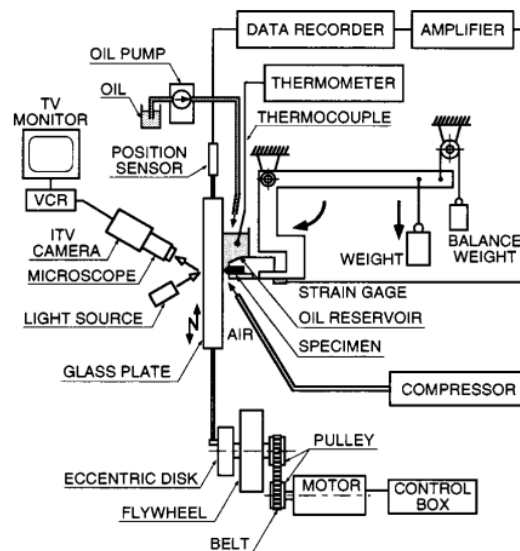 DATA RECORDER
AMPLIFIER
OIL PUMP
OIL
THERMOMETER
TV
MONITOR
THERMOCOUPLE
POSITION
SENSOR
VCR
ITV
CAMERA
MICROSCOPE
WEIGHT
BALANCE
WEIGHT
STRAIN GAGE
LIGHT SOURCE
OIL RESERVOIR
AIR
SPECIMEN
GLASS PLATE
COMPRESSOR
PULLEY
ECCENTRIC DISK
MOTOR
CONTROL
BOX
FLYWHEEL
BELT